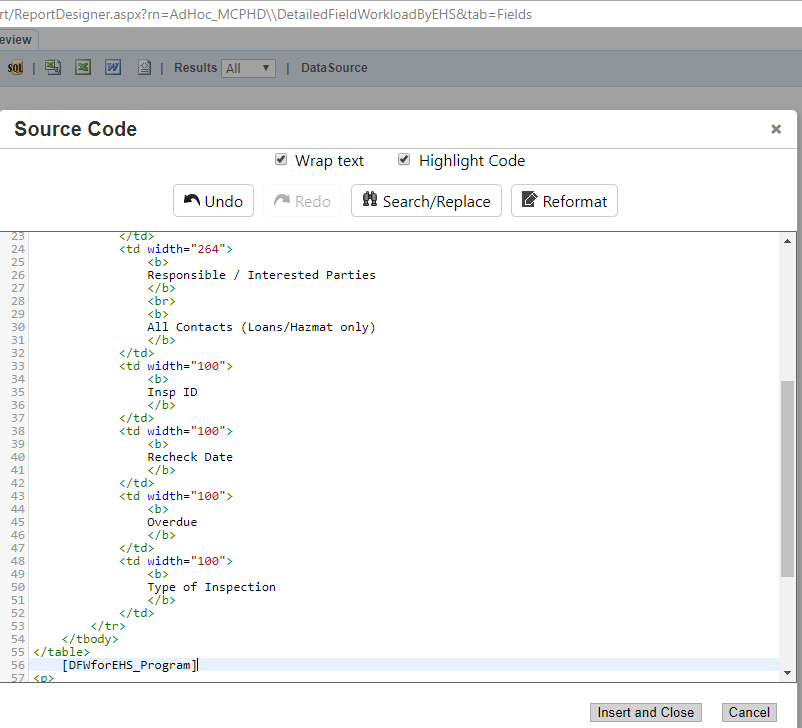 rt/ReportDesigner.aspx?rn=AdHoc_MCPHD\\DetailedFieldWorkloadByEHS&tab=Fields
eview
SQL | | Results All ▼ | DataSource
Source Code ×
Wrap text Highlight Code
Undo Redo Search/Replace Reformat
23 </td>
24 <td width="264">
25 <b>
26 Responsible / Interested Parties
27 </b>
28 <br>
29 <b>
30 All Contacts (Loans/Hazmat only)
31 </b>
32 </td>
33 <td width="100">
34 <b>
35 Insp ID
36 </b>
37 </td>
38 <td width="100">
39 <b>
40 Recheck Date
41 </b>
42 </td>
43 <td width="100">
44 <b>
45 Overdue
46 </b>
47 </td>
48 <td width="100">
49 <b>
50 Type of Inspection
51 </b>
52 </td>
53 </tr>
54 </tbody>
55 </table>
56 [DFWforEHS_Program]
57 <p>
Insert and Close Cancel